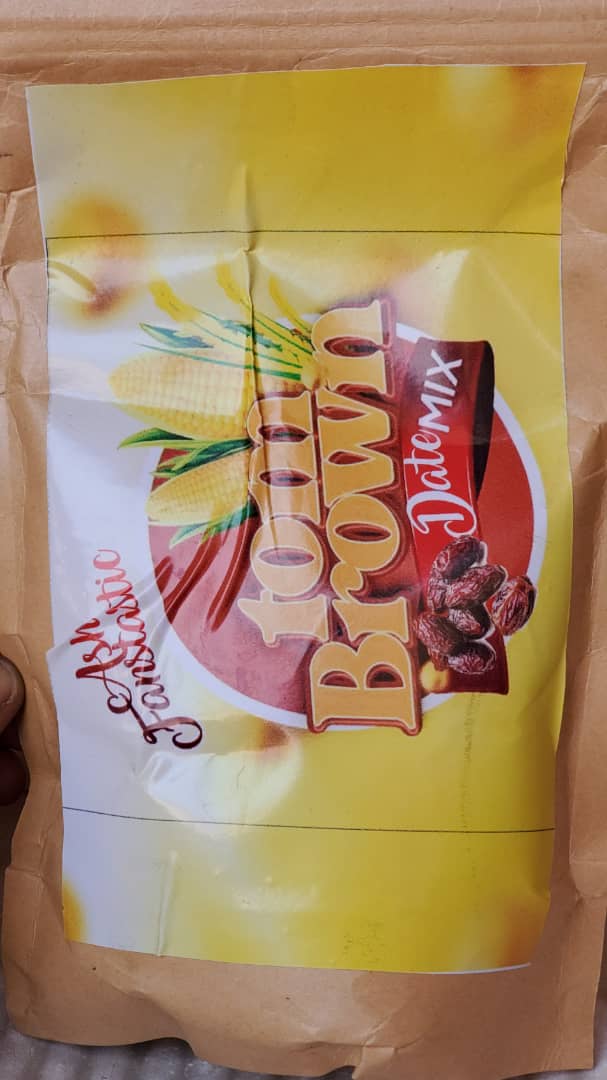 Ash
Fanstastic
tom
Brown
Date MIX